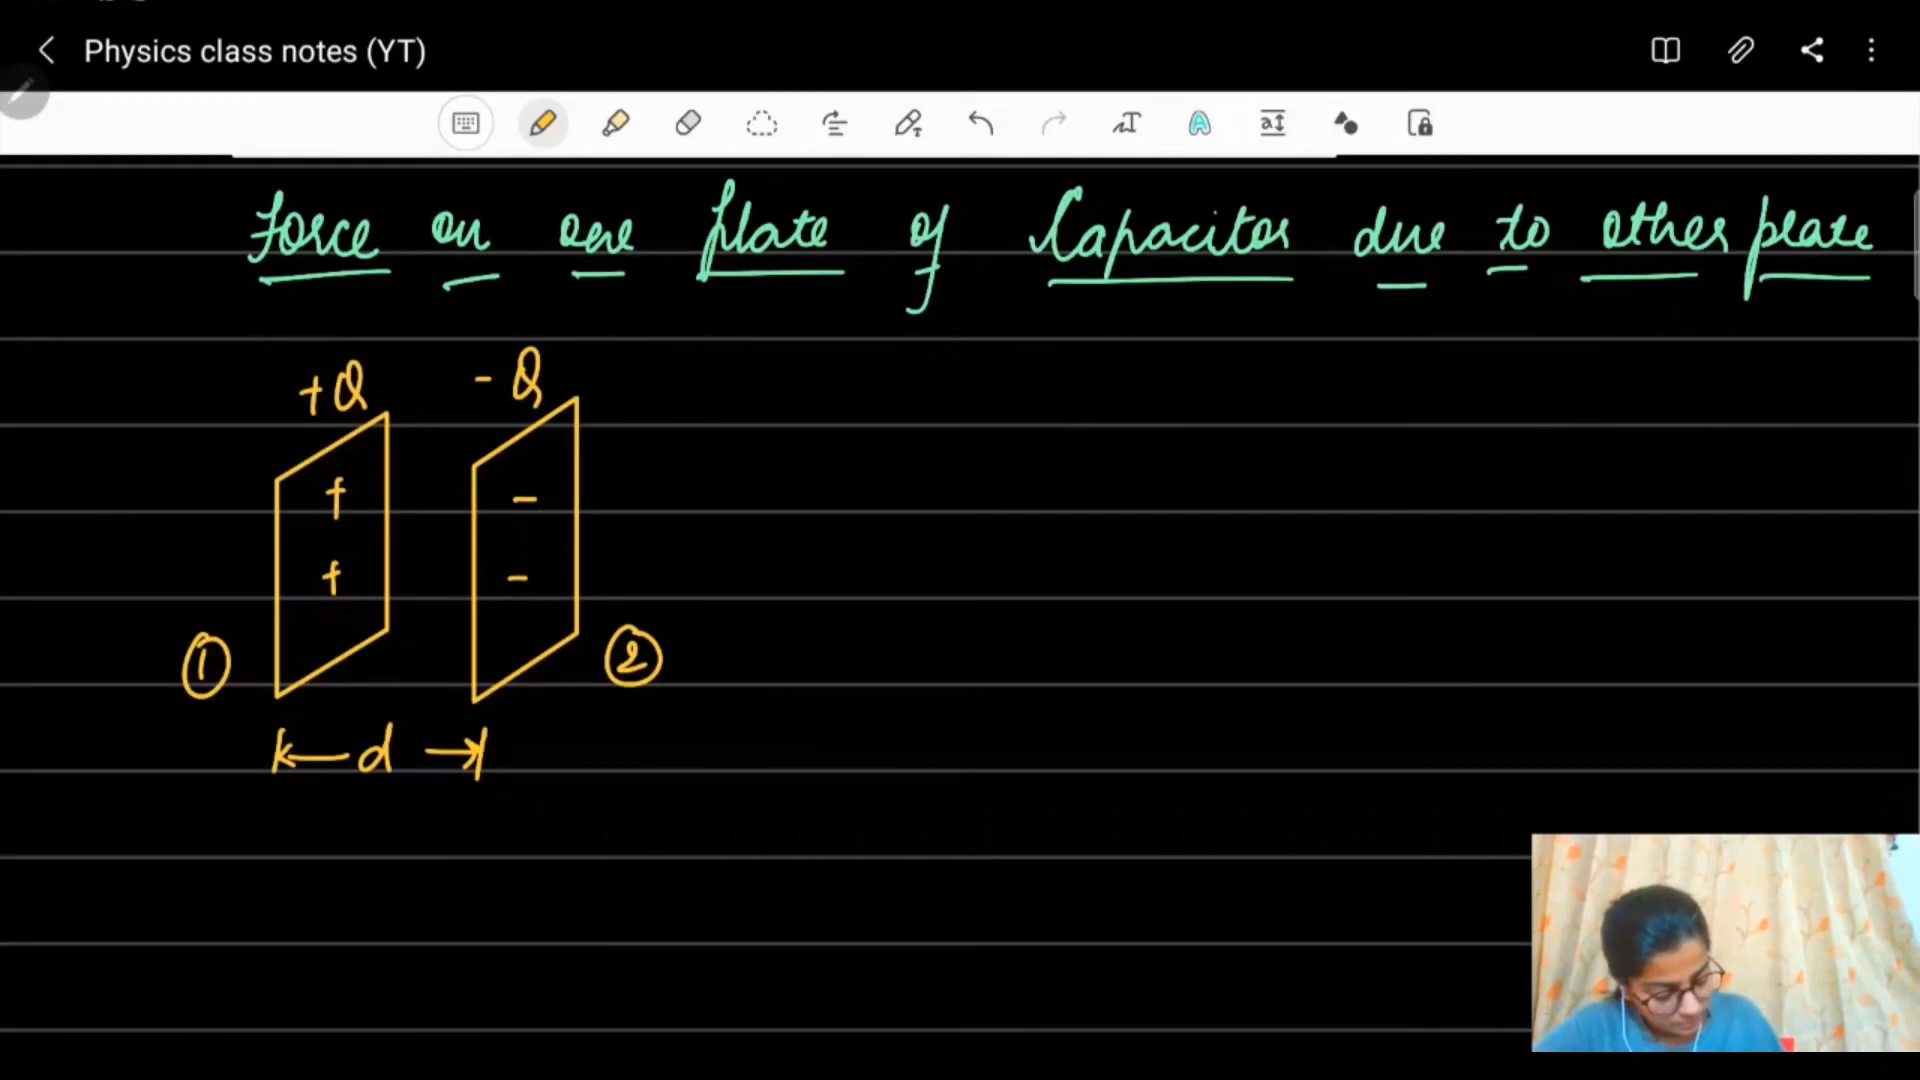 Physics class notes (YT)
Force on one plate of Capacitor due to other plate
+Q - Q
+ -
+ -
1 2
d